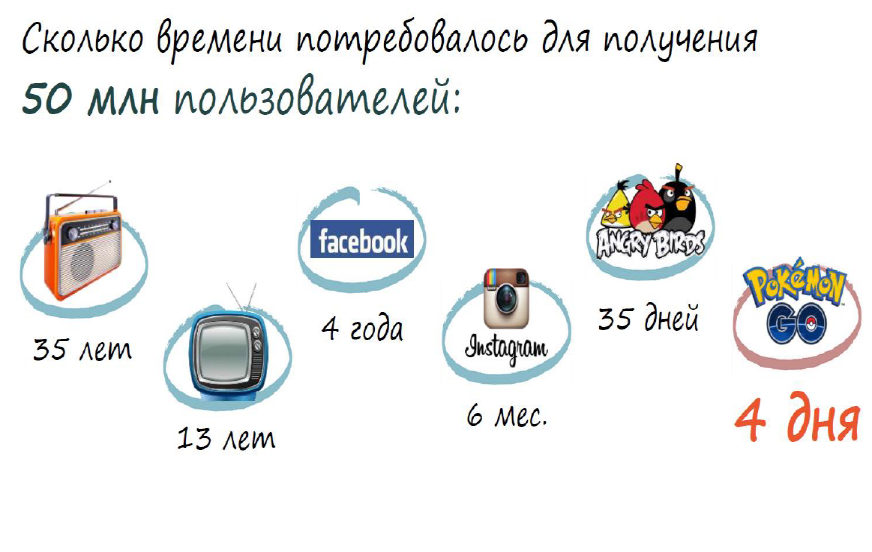 Сколько времени потребовалось для получения
50 млн пользователей:
35 лет
13 лет
facebook
4 года
Instagram
6 мес.
ANGRY BIRDS
35 дней
POKÉMON
GO
4 дня